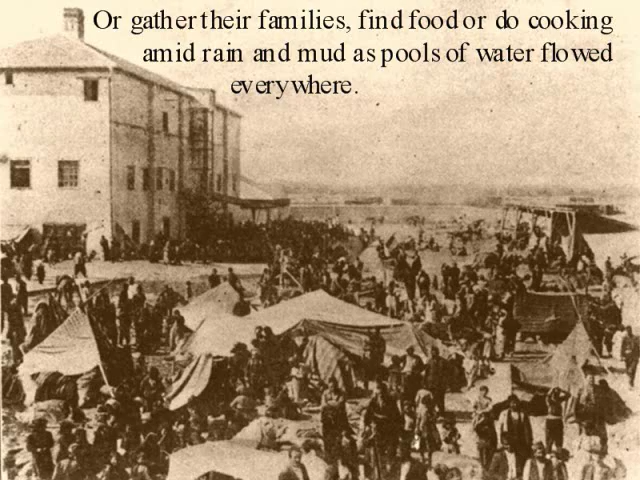 Or gather their families, find food or do cooking
amid rain and mud as pools of water flowed
everywhere.